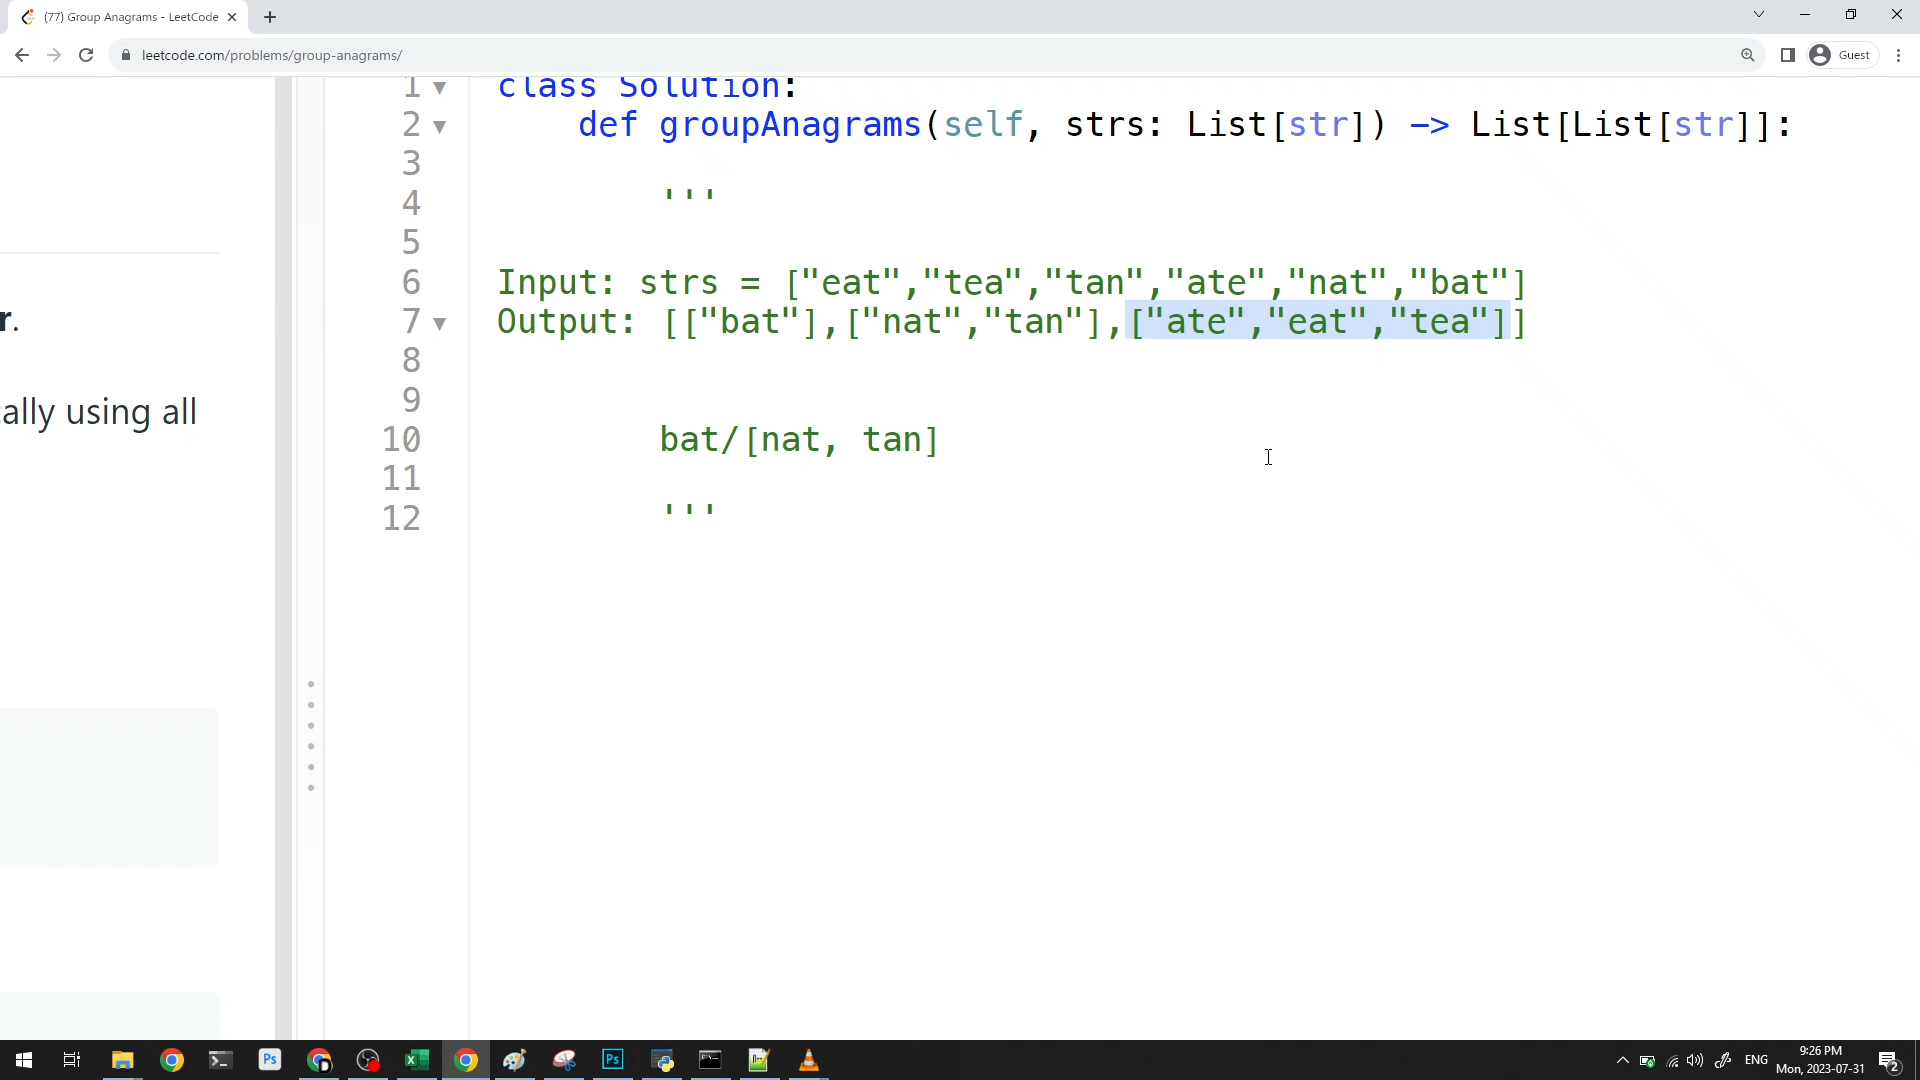 (77) Group Anagrams - LeetCode
leetcode.com/problems/group-anagrams/
Guest
r.
ally using all
1 class Solution:
2 def groupAnagrams(self, strs: List[str]) -> List[List[str]]:
3
4 '''
5
6 Input: strs = ["eat","tea","tan","ate","nat","bat"]
7 Output: [["bat"],["nat","tan"],["ate","eat","tea"]]
8
9
10 bat/[nat, tan]
11
12 '''
Ps
D
Ps
ENG
9:26 PM
Mon, 2023-07-31
2